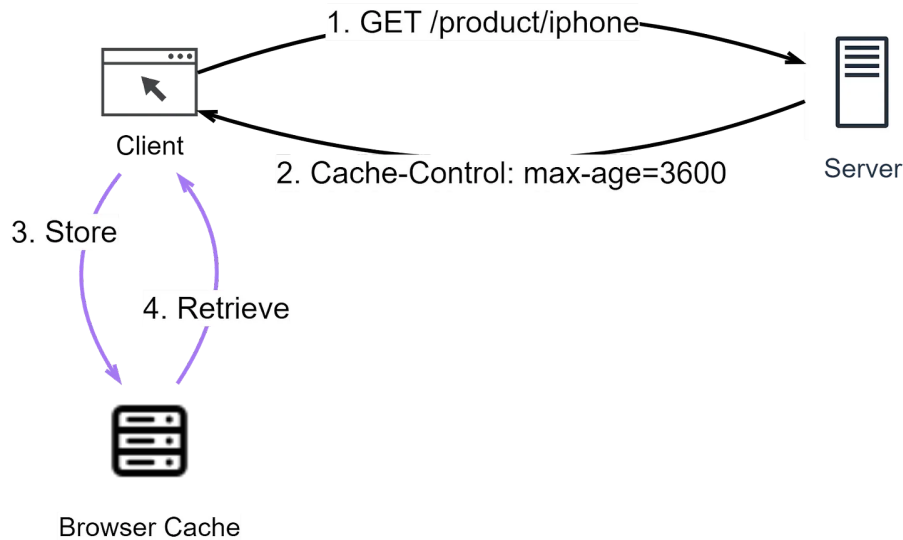 1. GET /product/iphone
Client
Server
2. Cache-Control: max-age=3600
3. Store
4. Retrieve
Browser Cache